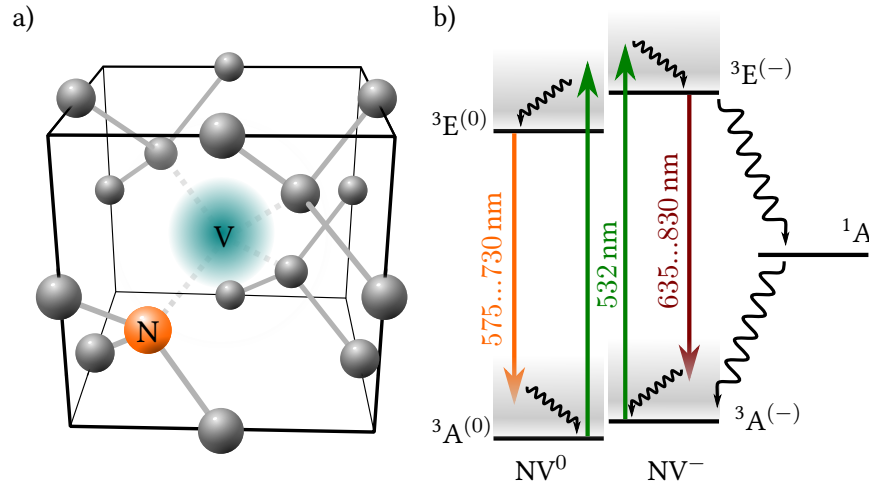 a)
V
N
b)
³E⁽⁰⁾
³E⁽⁻⁾
575...730 nm
532 nm
635...830 nm
¹A
³A⁽⁰⁾
³A⁽⁻⁾
NV⁰
NV⁻